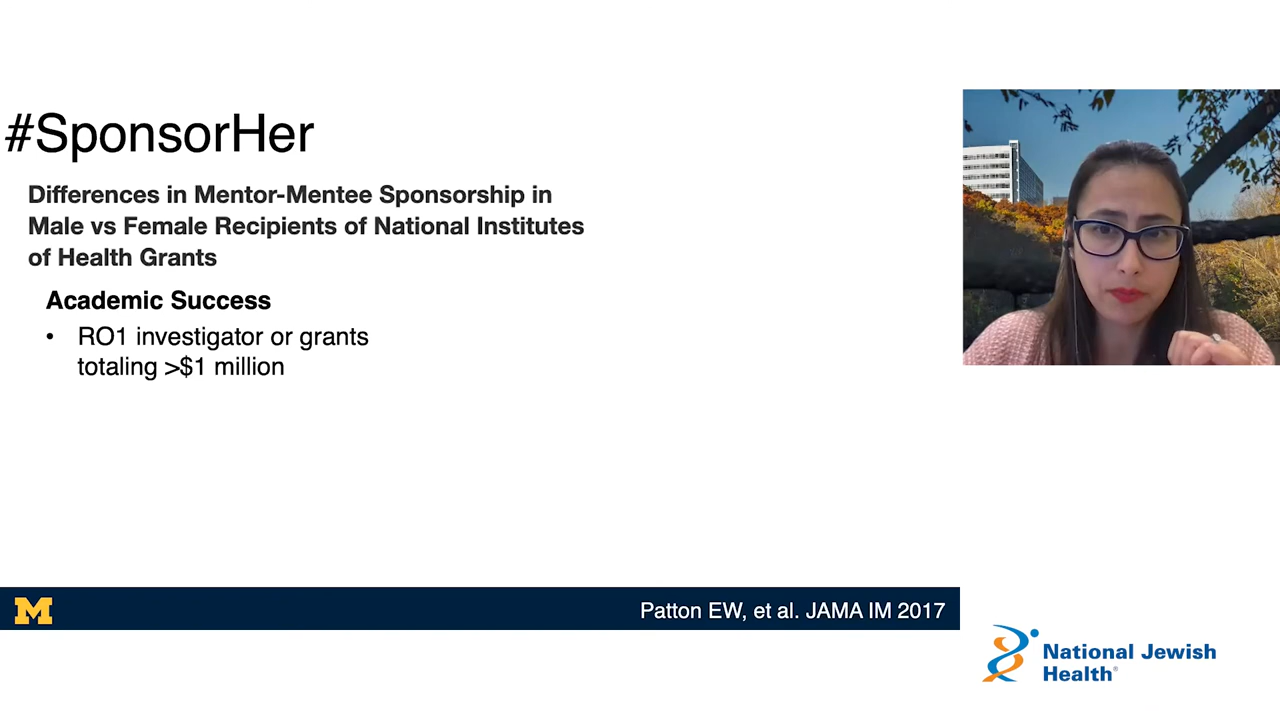 #SponsorHer
Differences in Mentor-Mentee Sponsorship in
Male vs Female Recipients of National Institutes
of Health Grants
Academic Success
• RO1 investigator or grants
totaling >$1 million
M
Patton EW, et al. JAMA IM 2017
National Jewish
Health®